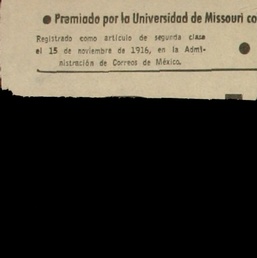 ● Premiado por la Universidad de Missouri co
Registrado como artículo de segunda clase
el 15 de noviembre de 1916, en la Admi-
nistración de Correos de México.